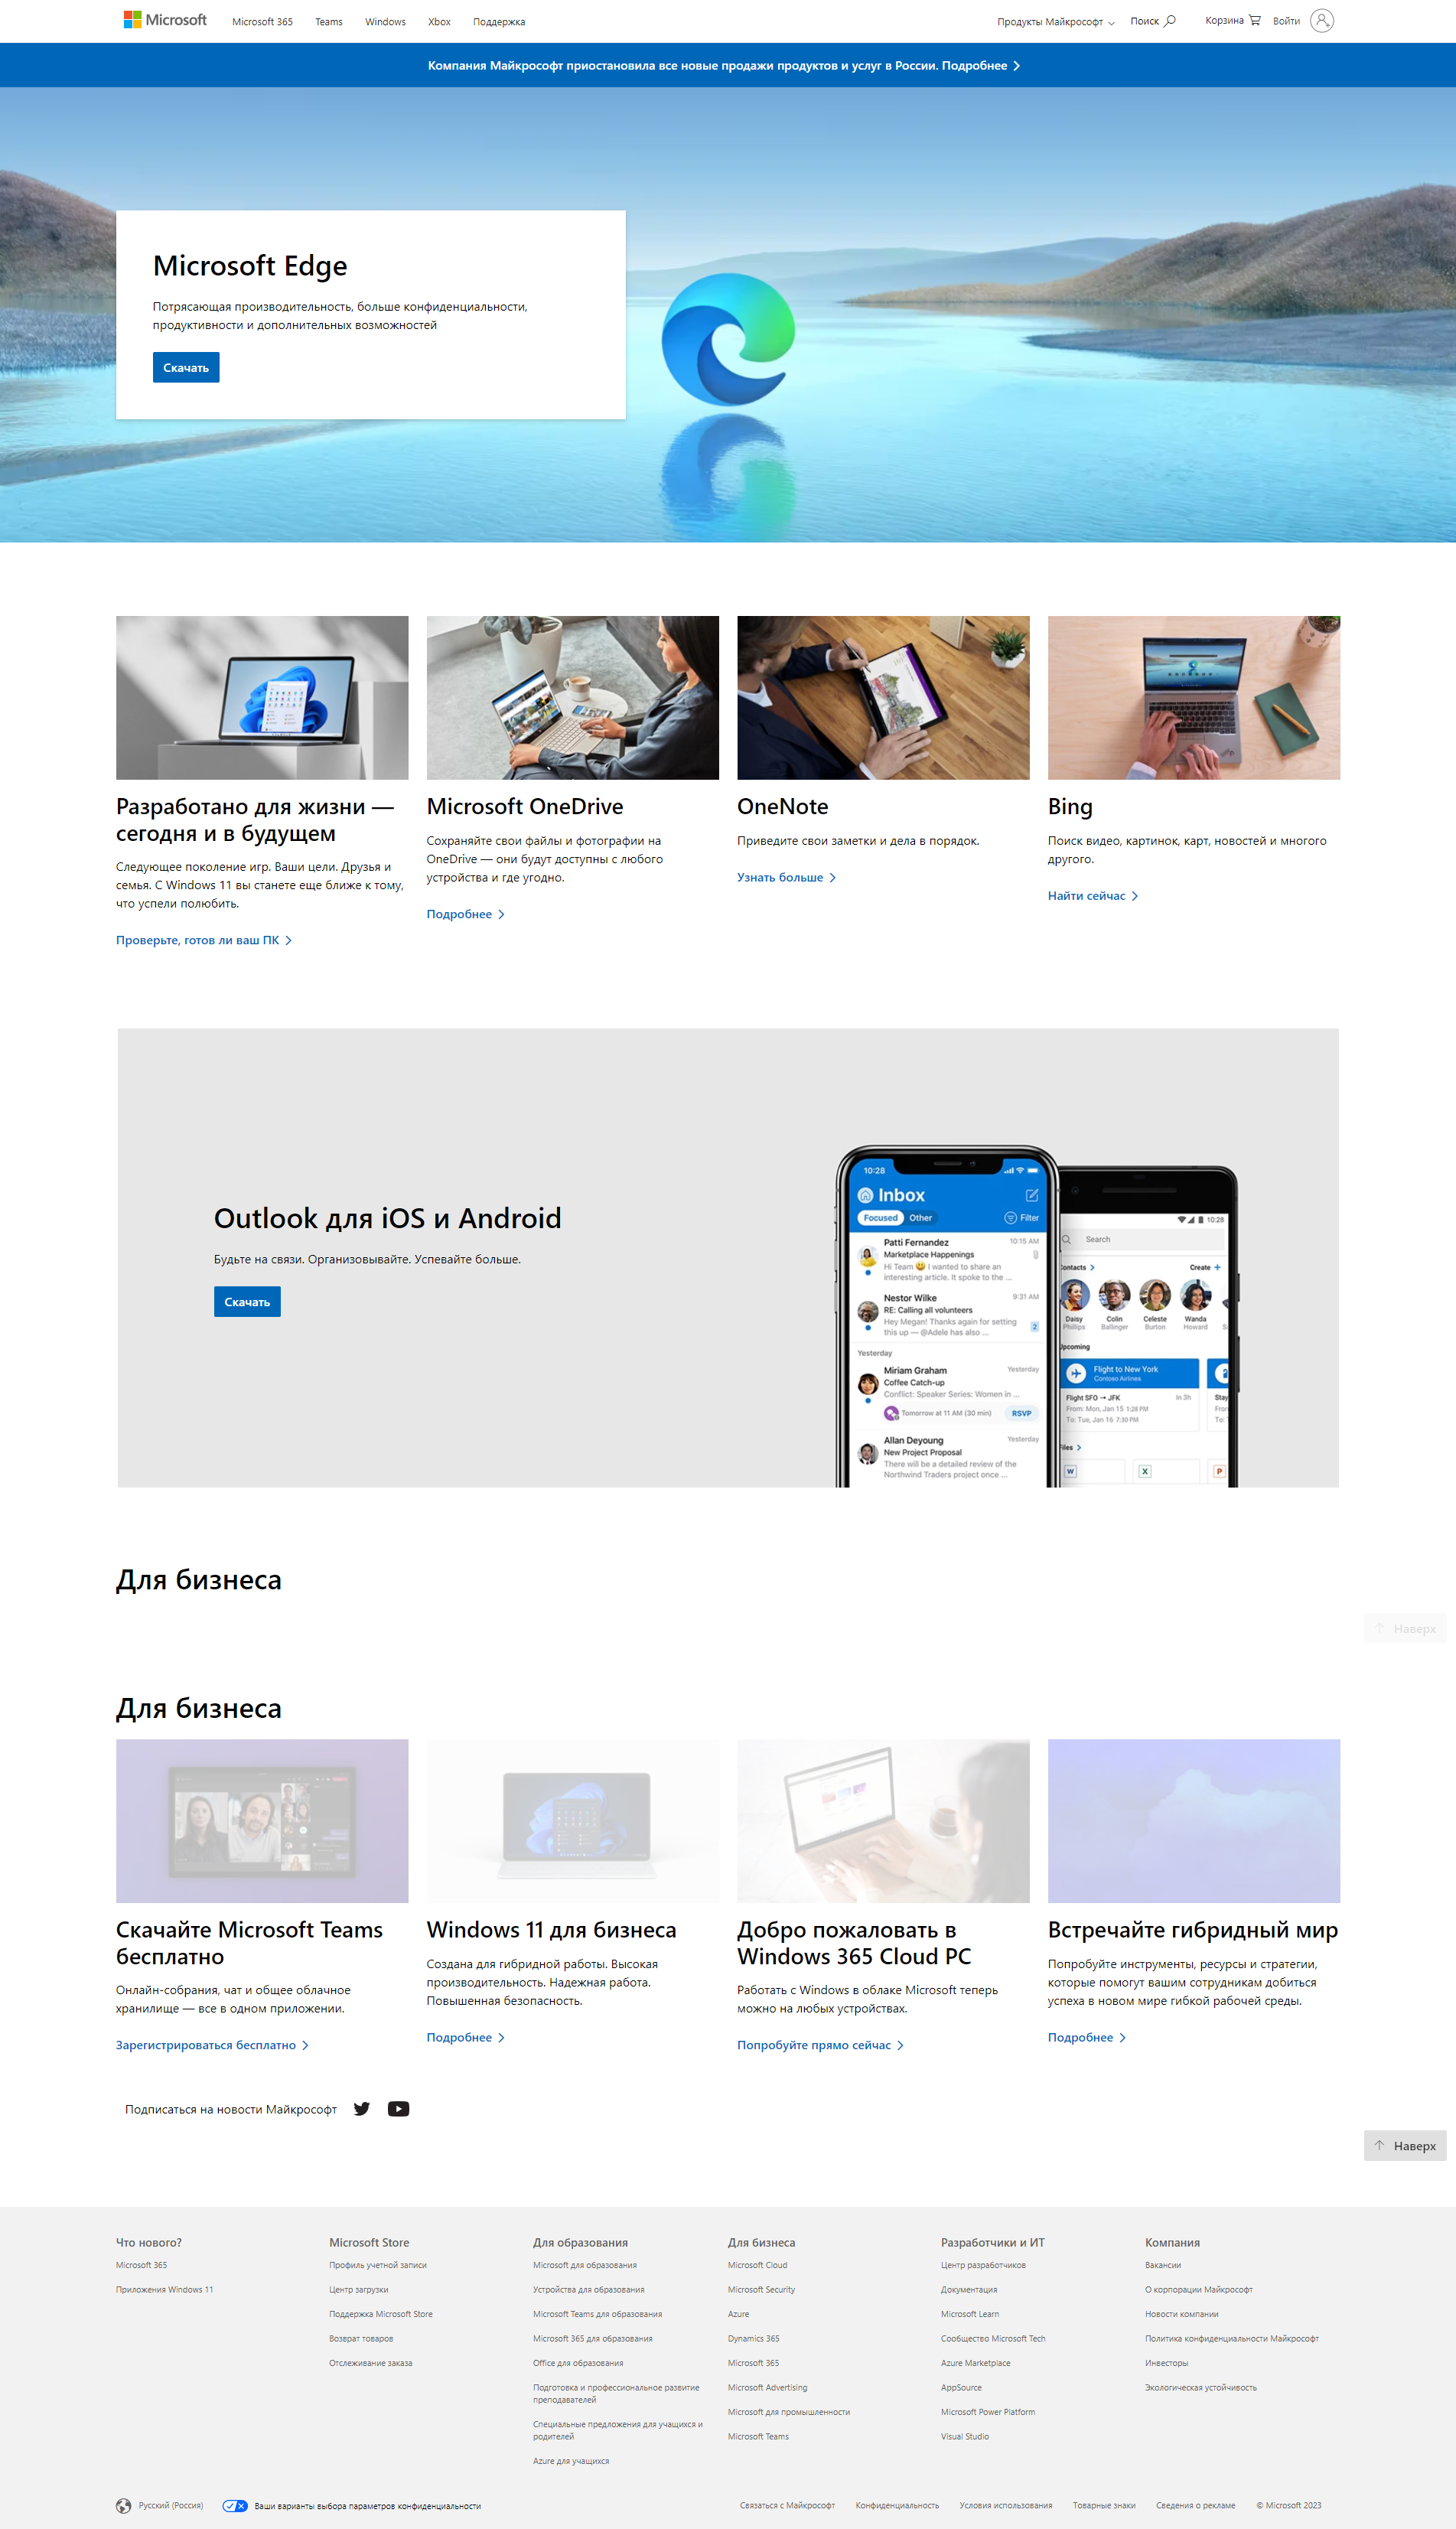 Microsoft
Microsoft 365
Teams
Windows
Xbox
Поддержка
Продукты Майкрософт
Поиск
Корзина
Войти
Компания Майкрософт приостановила все новые продажи продуктов и услуг в России. Подробнее
Microsoft Edge
Потрясающая производительность, больше конфиденциальности,
продуктивности и дополнительных возможностей
Скачать
Разработано для жизни —
сегодня и в будущем
Следующее поколение игр. Ваши цели. Друзья и
семья. С Windows 11 вы станете еще ближе к тому,
что успели полюбить.
Проверьте, готов ли ваш ПК
Microsoft OneDrive
Сохраняйте свои файлы и фотографии на
OneDrive — они будут доступны с любого
устройства и где угодно.
Подробнее
OneNote
Приведите свои заметки и дела в порядок.
Узнать больше
Bing
Поиск видео, картинок, карт, новостей и многого
другого.
Найти сейчас
Outlook для iOS и Android
Будьте на связи. Организовывайте. Успевайте больше.
Скачать
10:28
Inbox
Focused
Other
Filter
Patti Fernandez
10:15 AM
Marketplace Happenings
Hi Team I wanted to share an
interesting article. It spoke to the ...
Nestor Wilke
9:31 AM
RE: Calling all volunteers
Hey Megan! Thanks again for setting
this up — @Adele has also ...
2
Yesterday
Miriam Graham
Yesterday
Coffee Catch-up
Conflict: Speaker Series: Women in ...
Tomorrow at 11 AM (30 min)
RSVP
Allan Deyoung
Yesterday
New Project Proposal
There will be a detailed review of the
Northwind Traders project once ...
10:28
Search
Contacts
Create
Daisy
Phillips
Colin
Ballinger
Celeste
Burton
Wanda
Howard
Upcoming
Flight to New York
Contoso Airlines
Flight SFO → JFK
In 3h
From: Mon, Jan 15 1:28 PM
To: Tue, Jan 16 7:30 PM
Stay
From
To:
Files
W
X
P
Для бизнеса
Наверх
Для бизнеса
Скачайте Microsoft Teams
бесплатно
Онлайн-собрания, чат и общее облачное
хранилище — все в одном приложении.
Зарегистрироваться бесплатно
Windows 11 для бизнеса
Создана для гибридной работы. Высокая
производительность. Надежная работа.
Повышенная безопасность.
Подробнее
Добро пожаловать в
Windows 365 Cloud PC
Работать с Windows в облаке Microsoft теперь
можно на любых устройствах.
Попробуйте прямо сейчас
Встречайте гибридный мир
Попробуйте инструменты, ресурсы и стратегии,
которые помогут вашим сотрудникам добиться
успеха в новом мире гибкой рабочей среды.
Подробнее
Подписаться на новости Майкрософт
Наверх
Что нового?
Microsoft 365
Приложения Windows 11
Microsoft Store
Профиль учетной записи
Центр загрузки
Поддержка Microsoft Store
Возврат товаров
Отслеживание заказа
Для образования
Microsoft для образования
Устройства для образования
Microsoft Teams для образования
Microsoft 365 для образования
Office для образования
Подготовка и профессиональное развитие
преподавателей
Специальные предложения для учащихся и
родителей
Azure для учащихся
Для бизнеса
Microsoft Cloud
Microsoft Security
Azure
Dynamics 365
Microsoft 365
Microsoft Advertising
Microsoft для промышленности
Microsoft Teams
Разработчики и ИТ
Центр разработчиков
Документация
Microsoft Learn
Сообщество Microsoft Tech
Azure Marketplace
AppSource
Microsoft Power Platform
Visual Studio
Компания
Вакансии
О корпорации Майкрософт
Новости компании
Политика конфиденциальности Майкрософт
Инвесторы
Экологическая устойчивость
Русский (Россия)
Ваши варианты выбора параметров конфиденциальности
Связаться с Майкрософт
Конфиденциальность
Условия использования
Товарные знаки
Сведения о рекламе
© Microsoft 2023